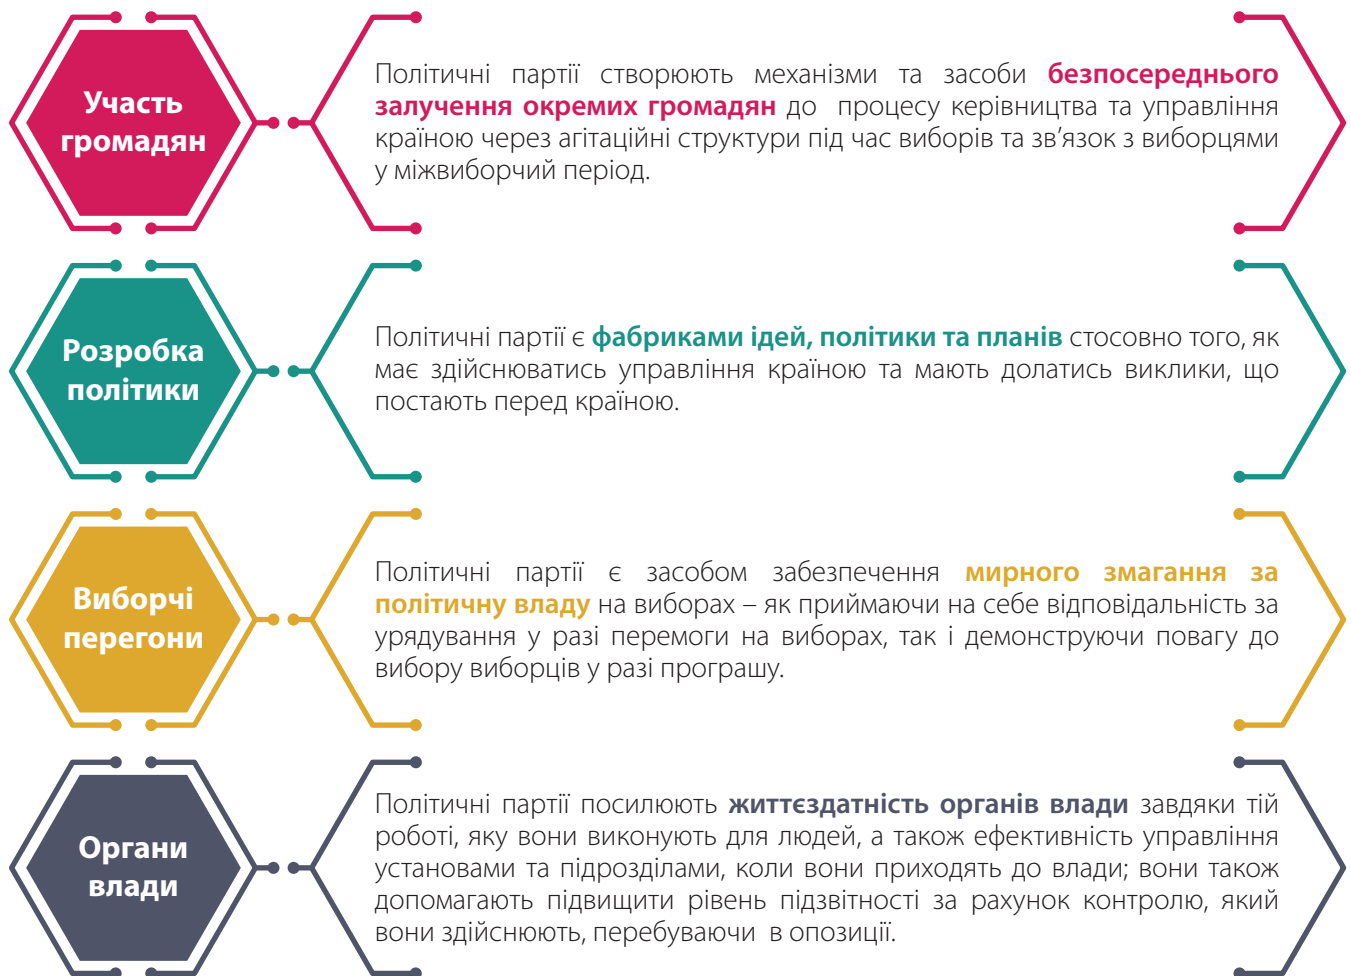 Участь
громадян
Політичні партії створюють механізми та засоби безпосереднього
залучення окремих громадян до процесу керівництва та управління
країною через агітаційні структури під час виборів та зв’язок з виборцями
у міжвиборчий період.
Розробка
політики
Політичні партії є фабриками ідей, політики та планів стосовно того, як
має здійснюватись управління країною та мають долатись виклики, що
постають перед країною.
Виборчі
перегони
Політичні партії є засобом забезпечення мирного змагання за
політичну владу на виборах – як приймаючи на себе відповідальність за
урядування у разі перемоги на виборах, так і демонструючи повагу до
вибору виборців у разі програшу.
Органи
влади
Політичні партії посилюють життєздатність органів влади завдяки тій
роботі, яку вони виконують для людей, а також ефективність управління
установами та підрозділами, коли вони приходять до влади; вони також
допомагають підвищити рівень підзвітності за рахунок контролю, який
вони здійснюють, перебуваючи в опозиції.